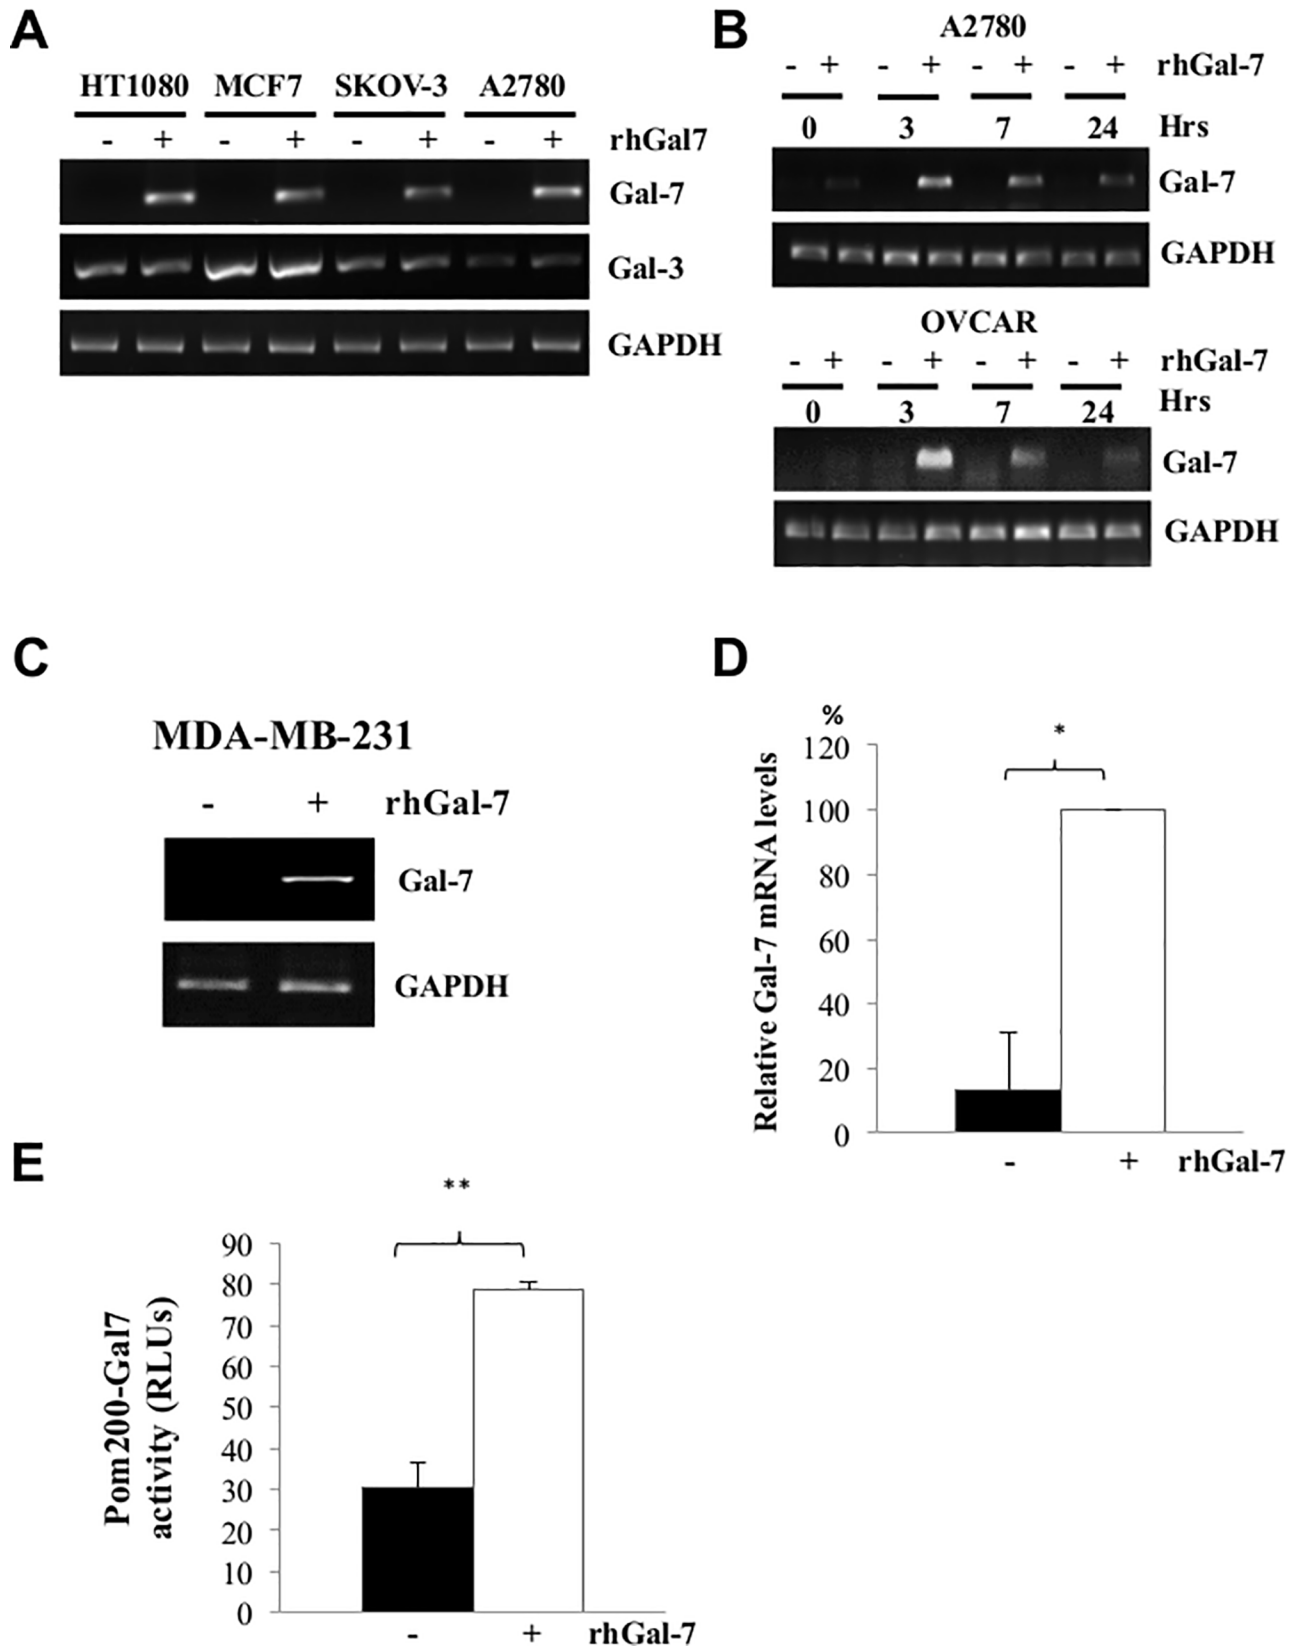 A
HT1080 MCF7 SKOV-3 A2780
- + - + - + - + rhGal7
Gal-7
Gal-3
GAPDH
B
A2780
- + - + - + - + rhGal-7
0 3 7 24 Hrs
Gal-7
GAPDH
OVCAR
- + - + - + - + rhGal-7
0 3 7 24 Hrs
Gal-7
GAPDH
C
MDA-MB-231
- + rhGal-7
Gal-7
GAPDH
D
%
*
Relative Gal-7 mRNA levels
120
100
80
60
40
20
0
- + rhGal-7
E
**
Pom200-Gal7
activity (RLUs)
90
80
70
60
50
40
30
20
10
0
- + rhGal-7